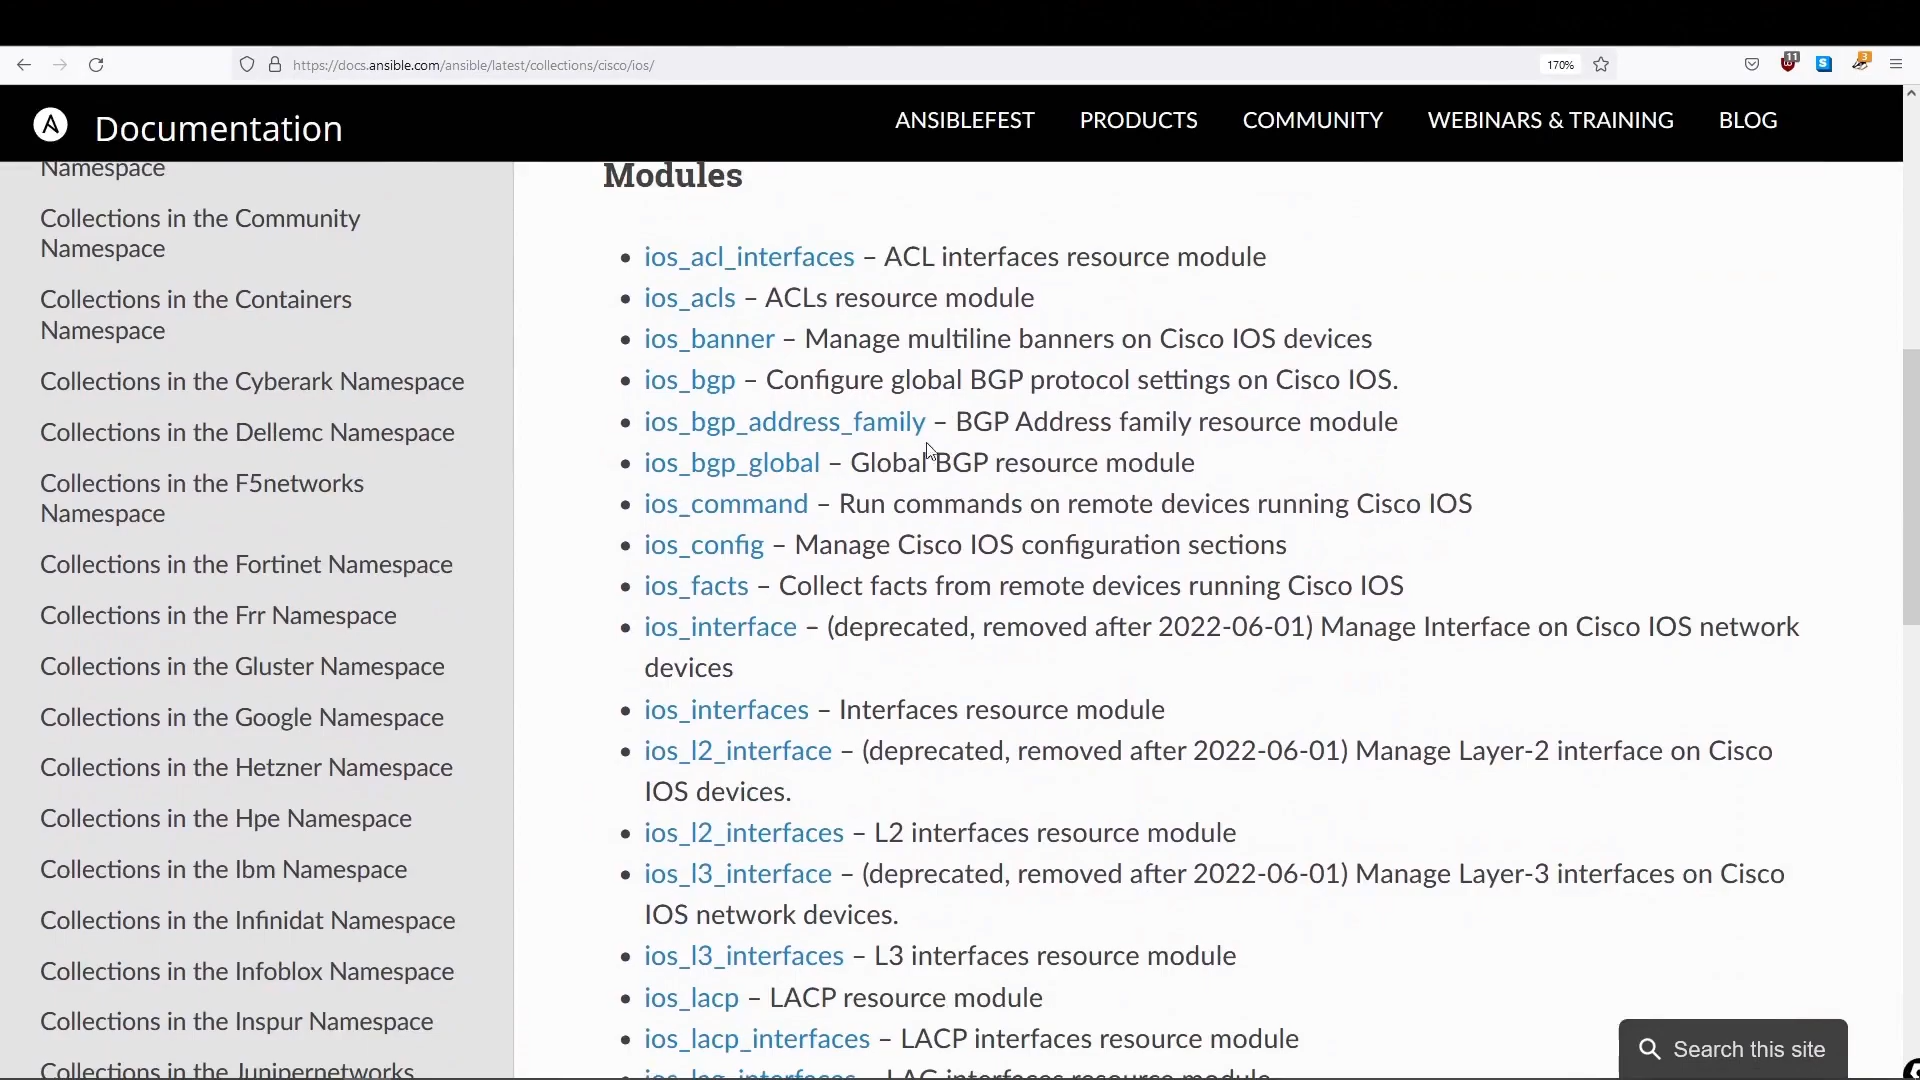 https://docs.ansible.com/ansible/latest/collections/cisco/ios/
170%
11
S
3
A
Documentation
ANSIBLEFEST
PRODUCTS
COMMUNITY
WEBINARS & TRAINING
BLOG
Namespace
Collections in the Community
Namespace
Collections in the Containers
Namespace
Collections in the Cyberark Namespace
Collections in the Dellemc Namespace
Collections in the F5networks
Namespace
Collections in the Fortinet Namespace
Collections in the Frr Namespace
Collections in the Gluster Namespace
Collections in the Google Namespace
Collections in the Hetzner Namespace
Collections in the Hpe Namespace
Collections in the Ibm Namespace
Collections in the Infinidat Namespace
Collections in the Infoblox Namespace
Collections in the Inspur Namespace
Collections in the Junipernetworks
Modules
• ios_acl_interfaces – ACL interfaces resource module
• ios_acls – ACLs resource module
• ios_banner – Manage multiline banners on Cisco IOS devices
• ios_bgp – Configure global BGP protocol settings on Cisco IOS.
• ios_bgp_address_family – BGP Address family resource module
• ios_bgp_global – Global BGP resource module
• ios_command – Run commands on remote devices running Cisco IOS
• ios_config – Manage Cisco IOS configuration sections
• ios_facts – Collect facts from remote devices running Cisco IOS
• ios_interface – (deprecated, removed after 2022-06-01) Manage Interface on Cisco IOS network
devices
• ios_interfaces – Interfaces resource module
• ios_l2_interface – (deprecated, removed after 2022-06-01) Manage Layer-2 interface on Cisco
IOS devices.
• ios_l2_interfaces – L2 interfaces resource module
• ios_l3_interface – (deprecated, removed after 2022-06-01) Manage Layer-3 interfaces on Cisco
IOS network devices.
• ios_l3_interfaces – L3 interfaces resource module
• ios_lacp – LACP resource module
• ios_lacp_interfaces – LACP interfaces resource module
• ios_lag_interfaces – LAG interfaces resource module
Search this site